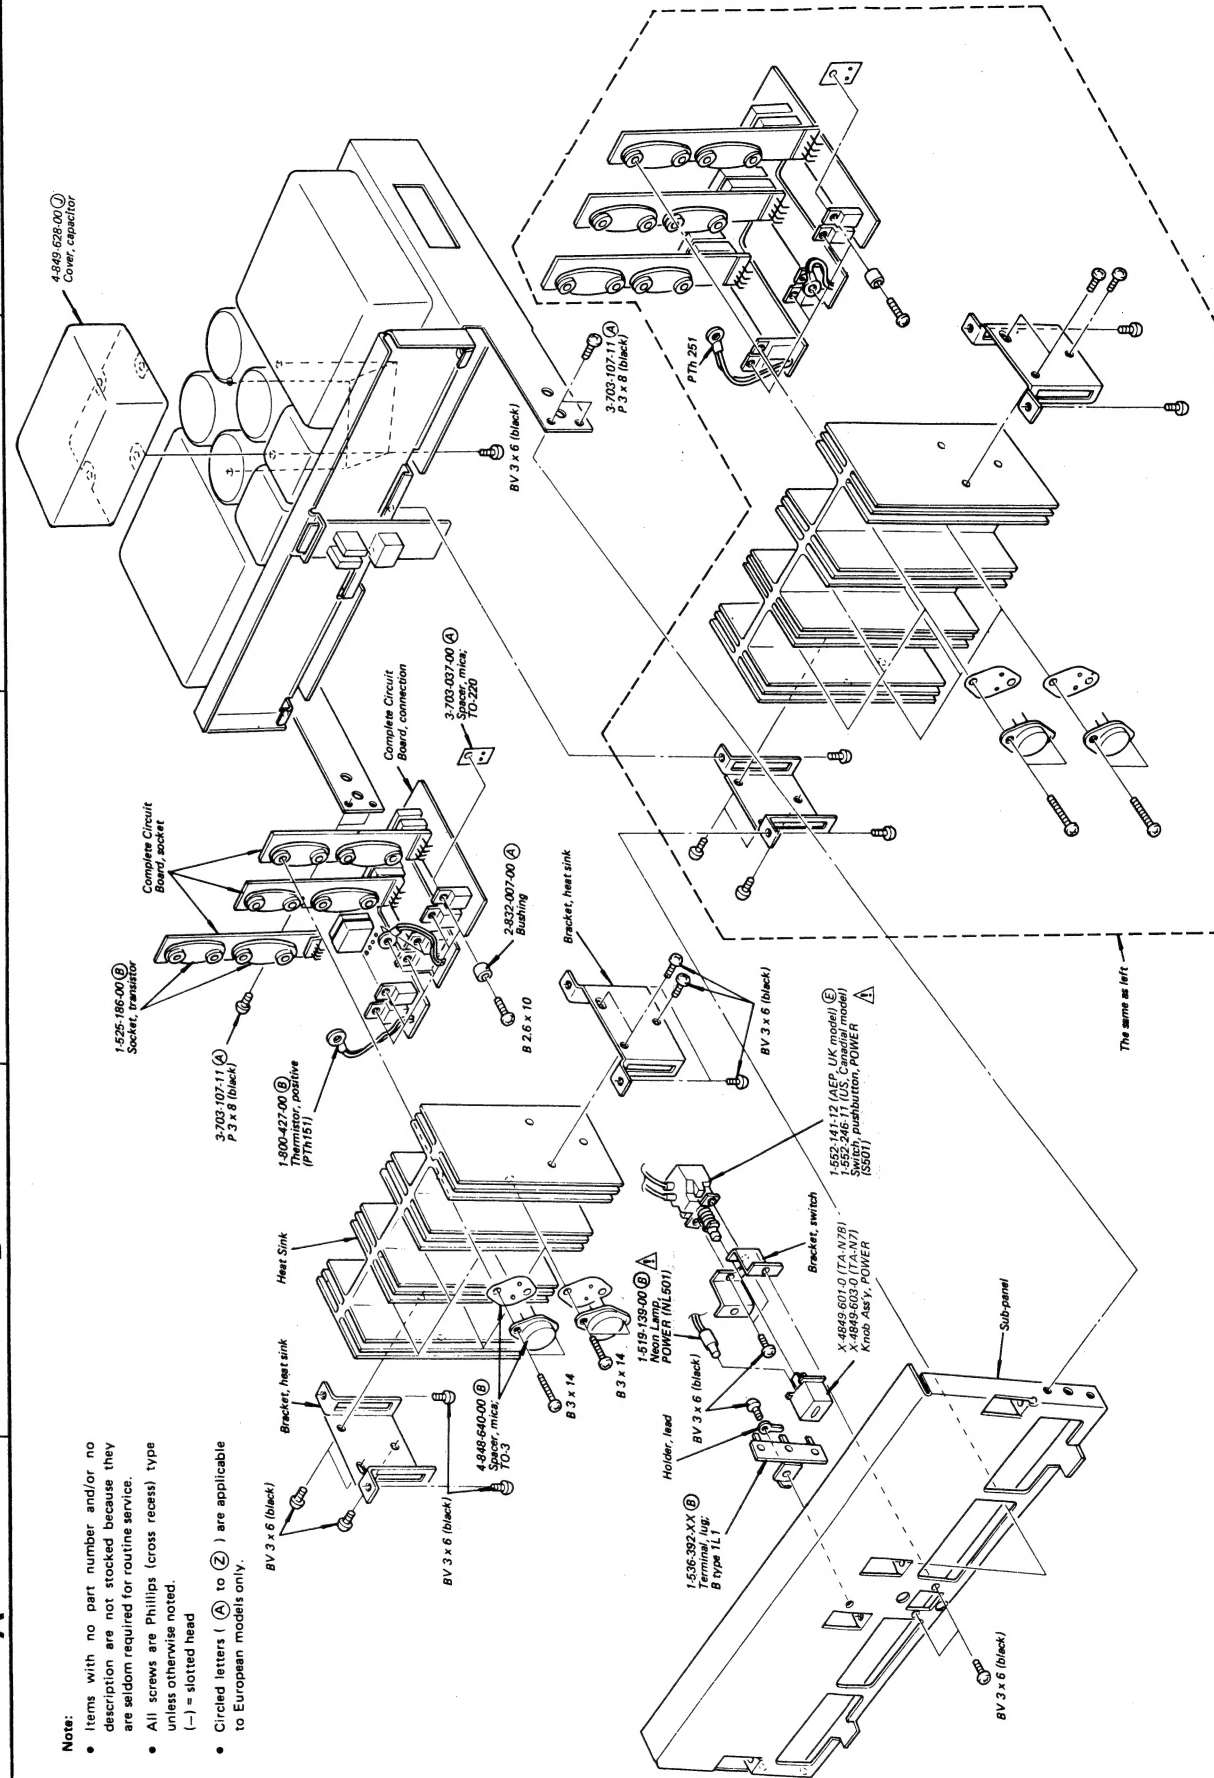 Note:
• Items with no part number and/or no
description are not stocked because they
are seldom required for routine service.
• All screws are Phillips (cross recess) type
unless otherwise noted.
(−) = slotted head
• Circled letters ( Ⓐ to Ⓩ ) are applicable
to European models only.
4-849-628-00 Ⓙ
Cover, capacitor
BV 3 x 6 (black)
3-703-107-11 Ⓐ
P 3 x 8 (black)
PTh 251
Complete Circuit
Board, socket
1-525-186-00 Ⓑ
Socket, transistor
3-703-107-11 Ⓐ
P 3 x 8 (black)
1-800-427-00 Ⓑ
Thermistor, positive
(PTh151)
3-703-037-00 Ⓐ
Spacer, mica;
TO-220
Complete Circuit
Board, connection
2-832-007-00 Ⓐ
Bushing
B 2.6 x 10
Bracket, heat sink
BV 3 x 6 (black)
Heat Sink
Bracket, heat sink
BV 3 x 6 (black)
BV 3 x 6 (black)
4-848-640-00 Ⓑ
Spacer, mica;
TO-3
B 3 x 14
B 3 x 14
1-519-139-00 Ⓑ ⚠
Neon Lamp,
POWER (NL501)
BV 3 x 6 (black)
Holder, lead
1-536-392-XX Ⓑ
Terminal, lug;
B type 1L1
1-552-141-12 (AEP, UK model) Ⓔ
1-552-246-11 (US, Canadial model)
Switch, pushbutton, POWER
(S501)
⚠
Bracket, switch
X-4849-601-0 (TA-N7B)
X-4849-603-0 (TA-N7)
Knob Ass'y, POWER
Sub-panel
BV 3 x 6 (black)
The same as left